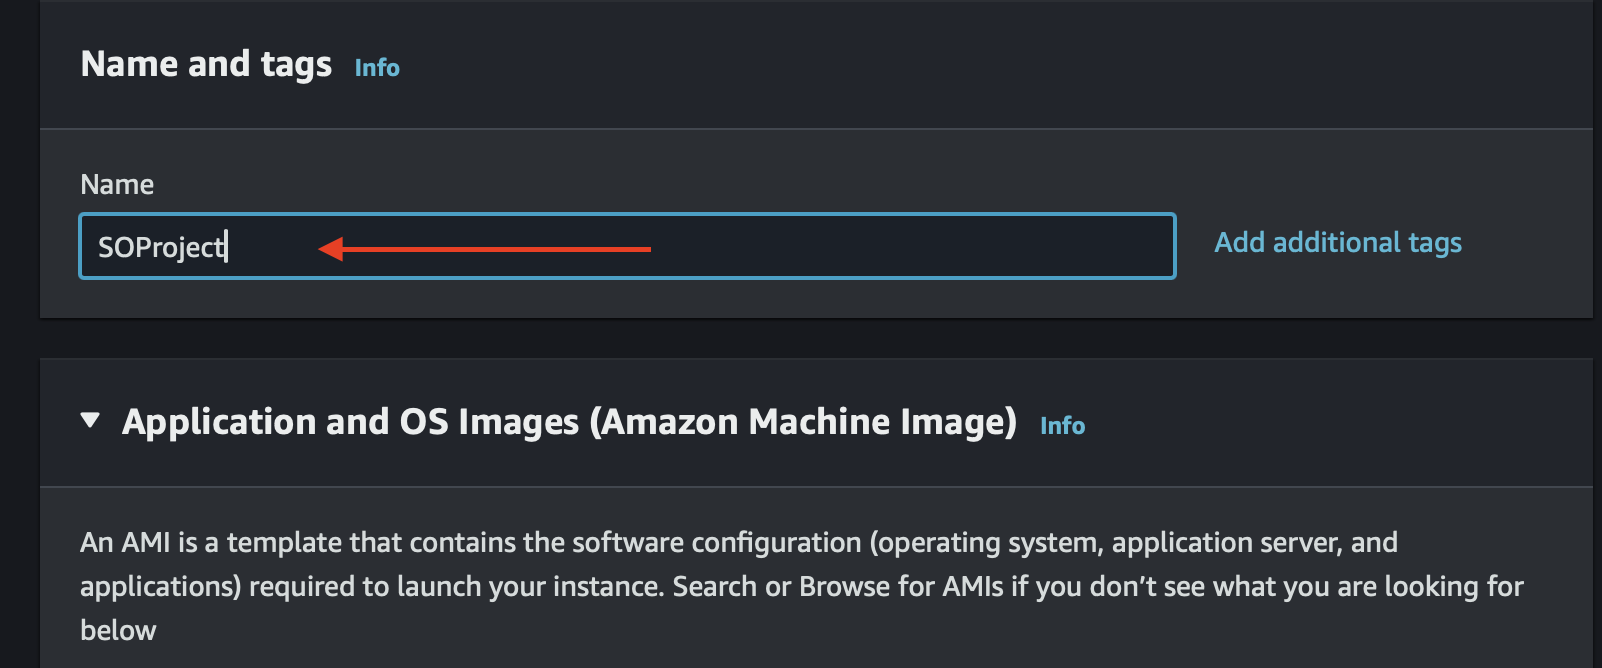 Name and tags Info
Name
SOProject
Add additional tags
Application and OS Images (Amazon Machine Image) Info
An AMI is a template that contains the software configuration (operating system, application server, and
applications) required to launch your instance. Search or Browse for AMIs if you don’t see what you are looking for
below